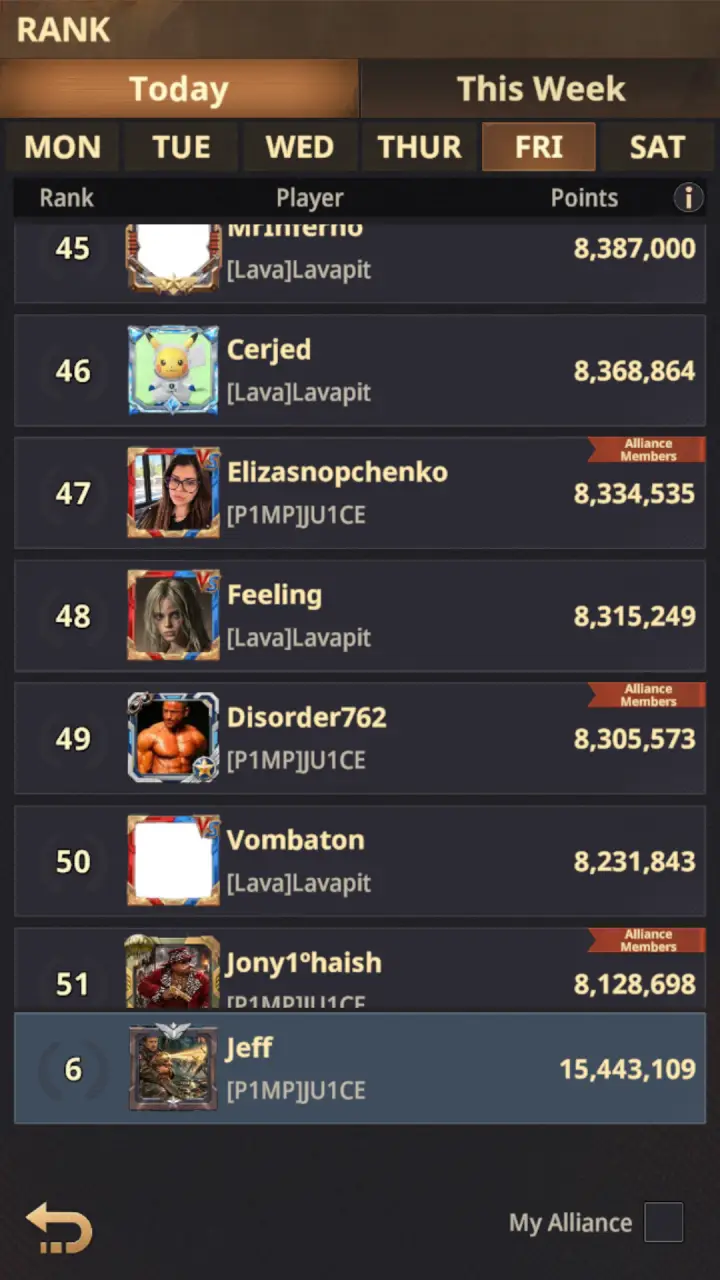 RANK
Today
This Week
MON TUE WED THUR FRI SAT
Rank Player Points i
45 MrInferno 8,387,000
[Lava]Lavapit
46 Cerjed 8,368,864
[Lava]Lavapit
Alliance
Members
47 Elizasnopchenko 8,334,535
[P1MP]JU1CE
48 Feeling 8,315,249
[Lava]Lavapit
Alliance
Members
49 Disorder762 8,305,573
[P1MP]JU1CE
50 Vombaton 8,231,843
[Lava]Lavapit
Alliance
Members
51 Jony1ºhaish 8,128,698
[P1MP]JU1CE
6 Jeff 15,443,109
[P1MP]JU1CE
My Alliance